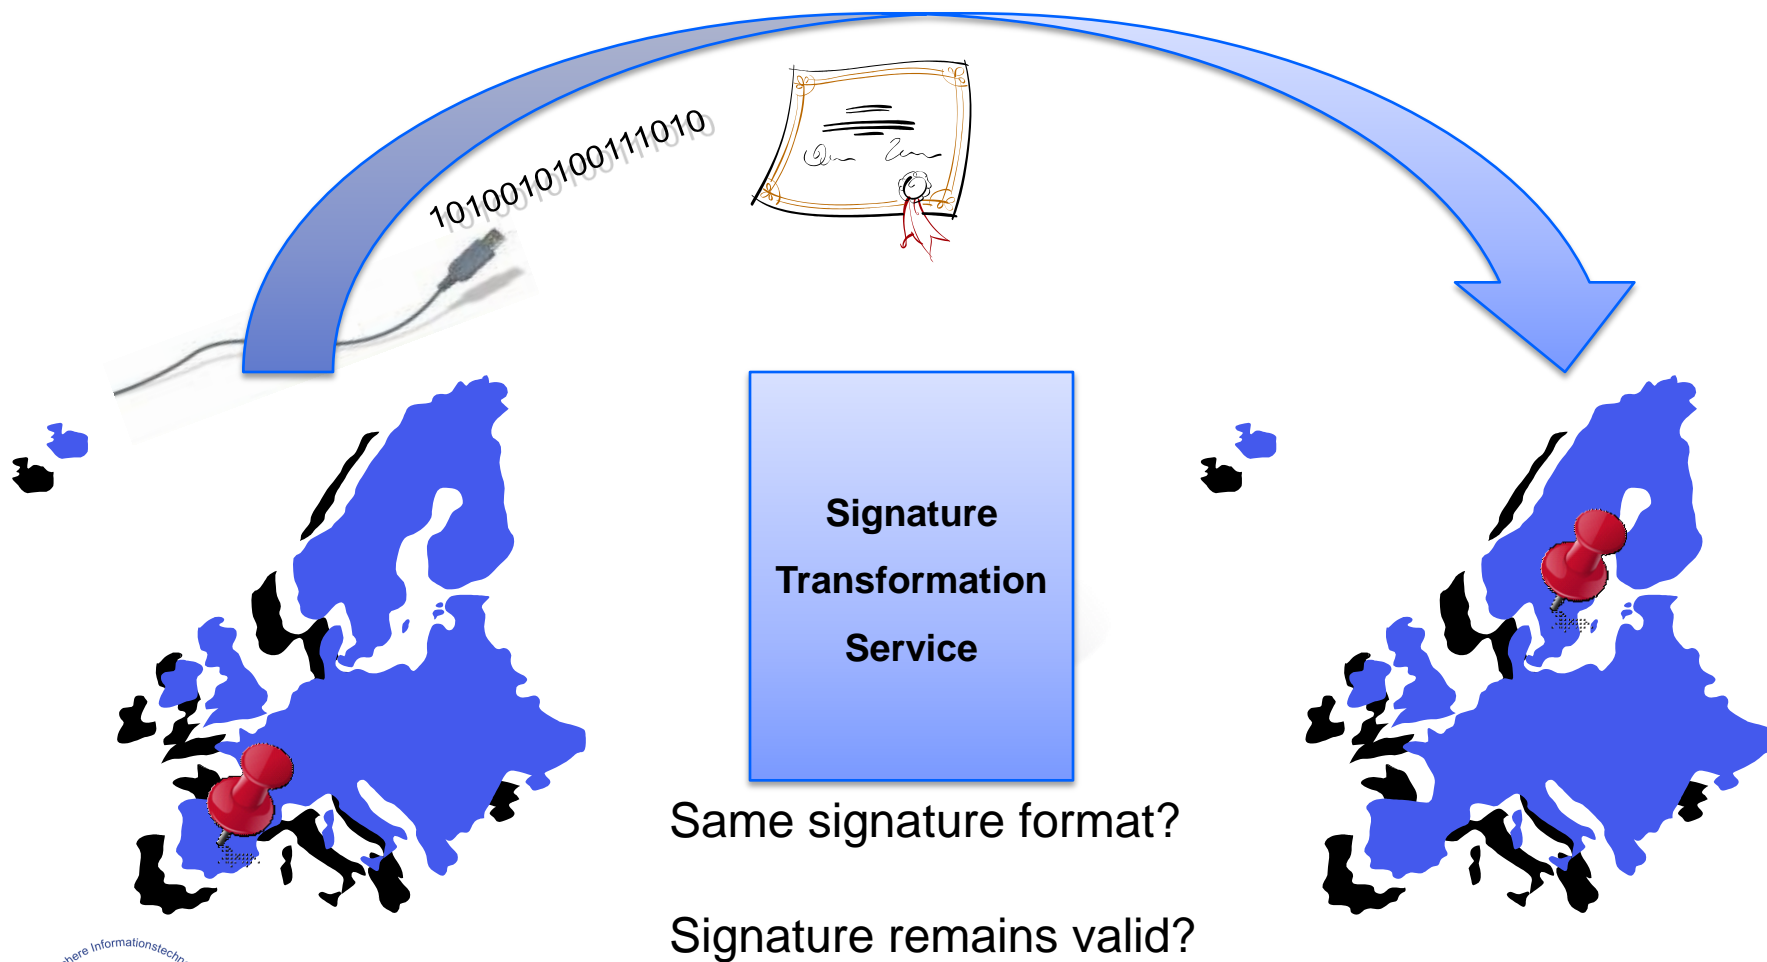 1010010100111010
Signature
Transformation
Service
Same signature format?
Signature remains valid?